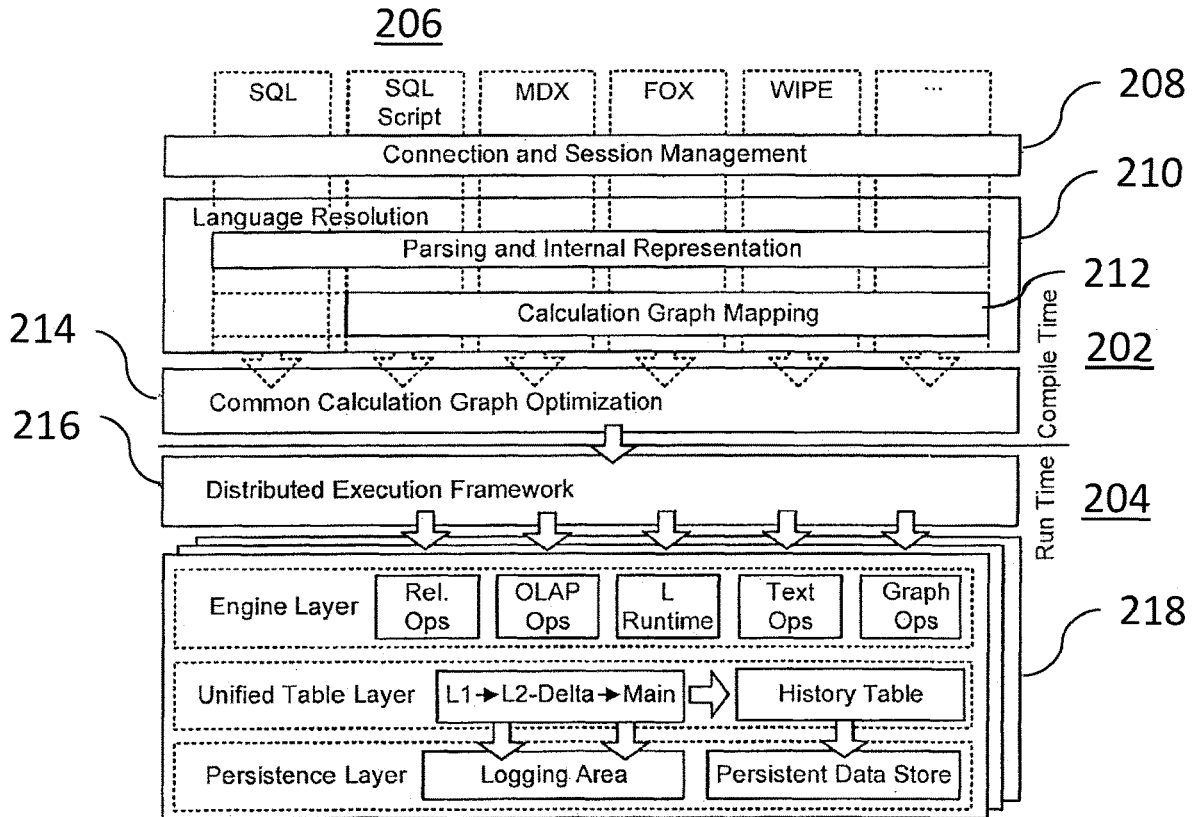 206
SQL
SQL Script
MDX
FOX
WIPE
...
208
Connection and Session Management
210
Language Resolution
Parsing and Internal Representation
212
Calculation Graph Mapping
214
202
Compile Time
Common Calculation Graph Optimization
216
Distributed Execution Framework
Run Time
204
Engine Layer
Rel. Ops
OLAP Ops
L Runtime
Text Ops
Graph Ops
218
Unified Table Layer
L1→L2-Delta→Main
History Table
Persistence Layer
Logging Area
Persistent Data Store